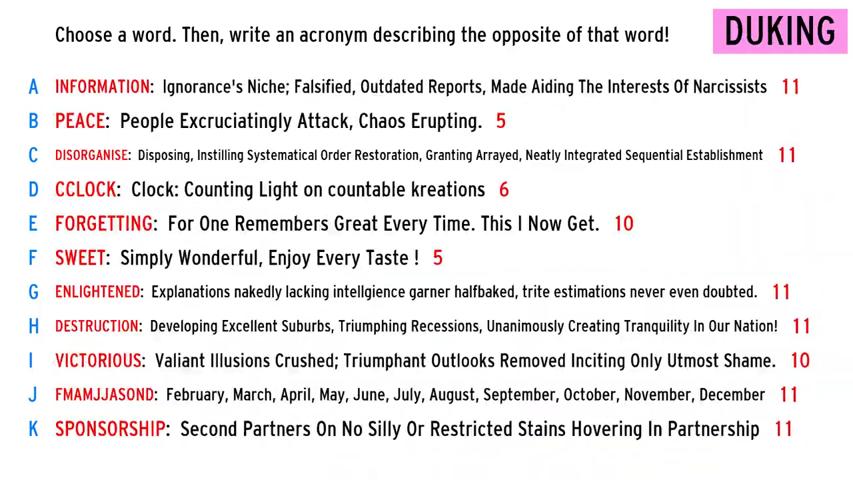 Choose a word. Then, write an acronym describing the opposite of that word!
DUKING
A INFORMATION: Ignorance's Niche; Falsified, Outdated Reports, Made Aiding The Interests Of Narcissists 11
B PEACE: People Excruciatingly Attack, Chaos Erupting. 5
C DISORGANISE: Disposing, Instilling Systematical Order Restoration, Granting Arrayed, Neatly Integrated Sequential Establishment 11
D CCLOCK: Clock: Counting Light on countable kreations 6
E FORGETTING: For One Remembers Great Every Time. This I Now Get. 10
F SWEET: Simply Wonderful, Enjoy Every Taste ! 5
G ENLIGHTENED: Explanations nakedly lacking intellgience garner halfbaked, trite estimations never even doubted. 11
H DESTRUCTION: Developing Excellent Suburbs, Triumphing Recessions, Unanimously Creating Tranquility In Our Nation! 11
I VICTORIOUS: Valiant Illusions Crushed; Triumphant Outlooks Removed Inciting Only Utmost Shame. 10
J FMAMJJASOND: February, March, April, May, June, July, August, September, October, November, December 11
K SPONSORSHIP: Second Partners On No Silly Or Restricted Stains Hovering In Partnership 11